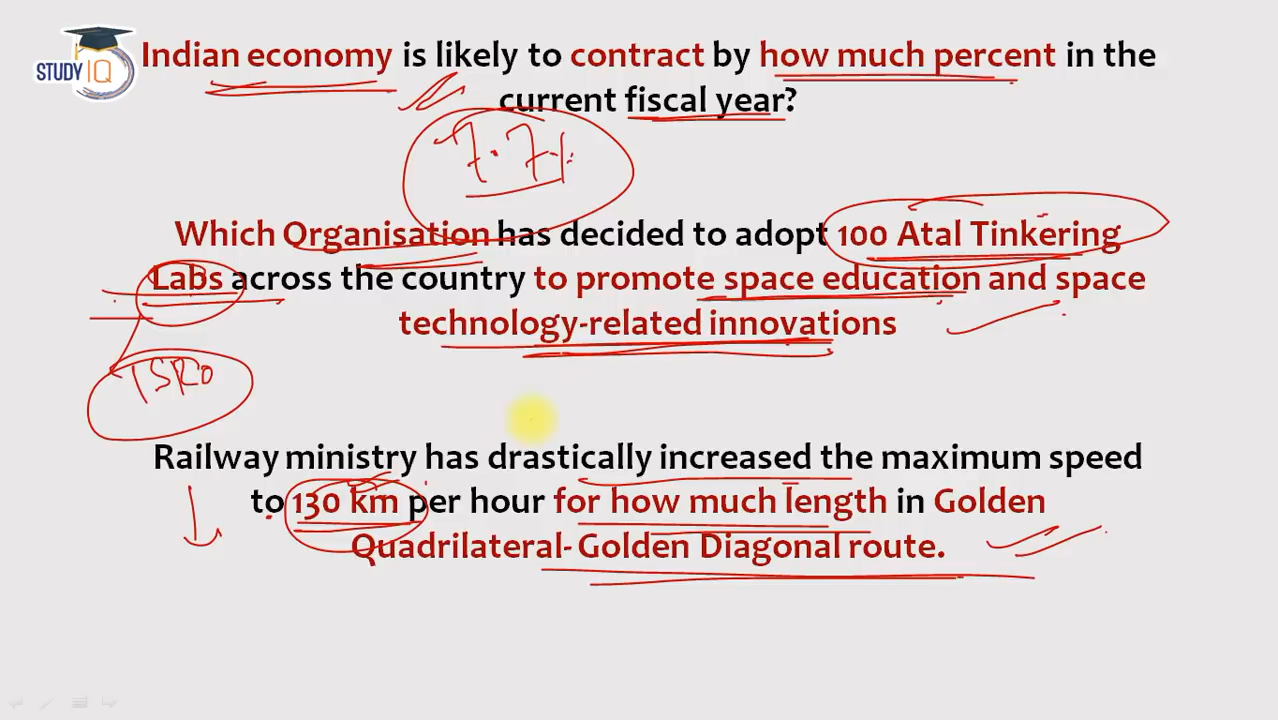 STUDY IQ
Indian economy is likely to contract by how much percent in the
current fiscal year?
7.7%
Which Organisation has decided to adopt 100 Atal Tinkering
Labs across the country to promote space education and space
technology-related innovations
ISRO
Railway ministry has drastically increased the maximum speed
to 130 km per hour for how much length in Golden
Quadrilateral- Golden Diagonal route.